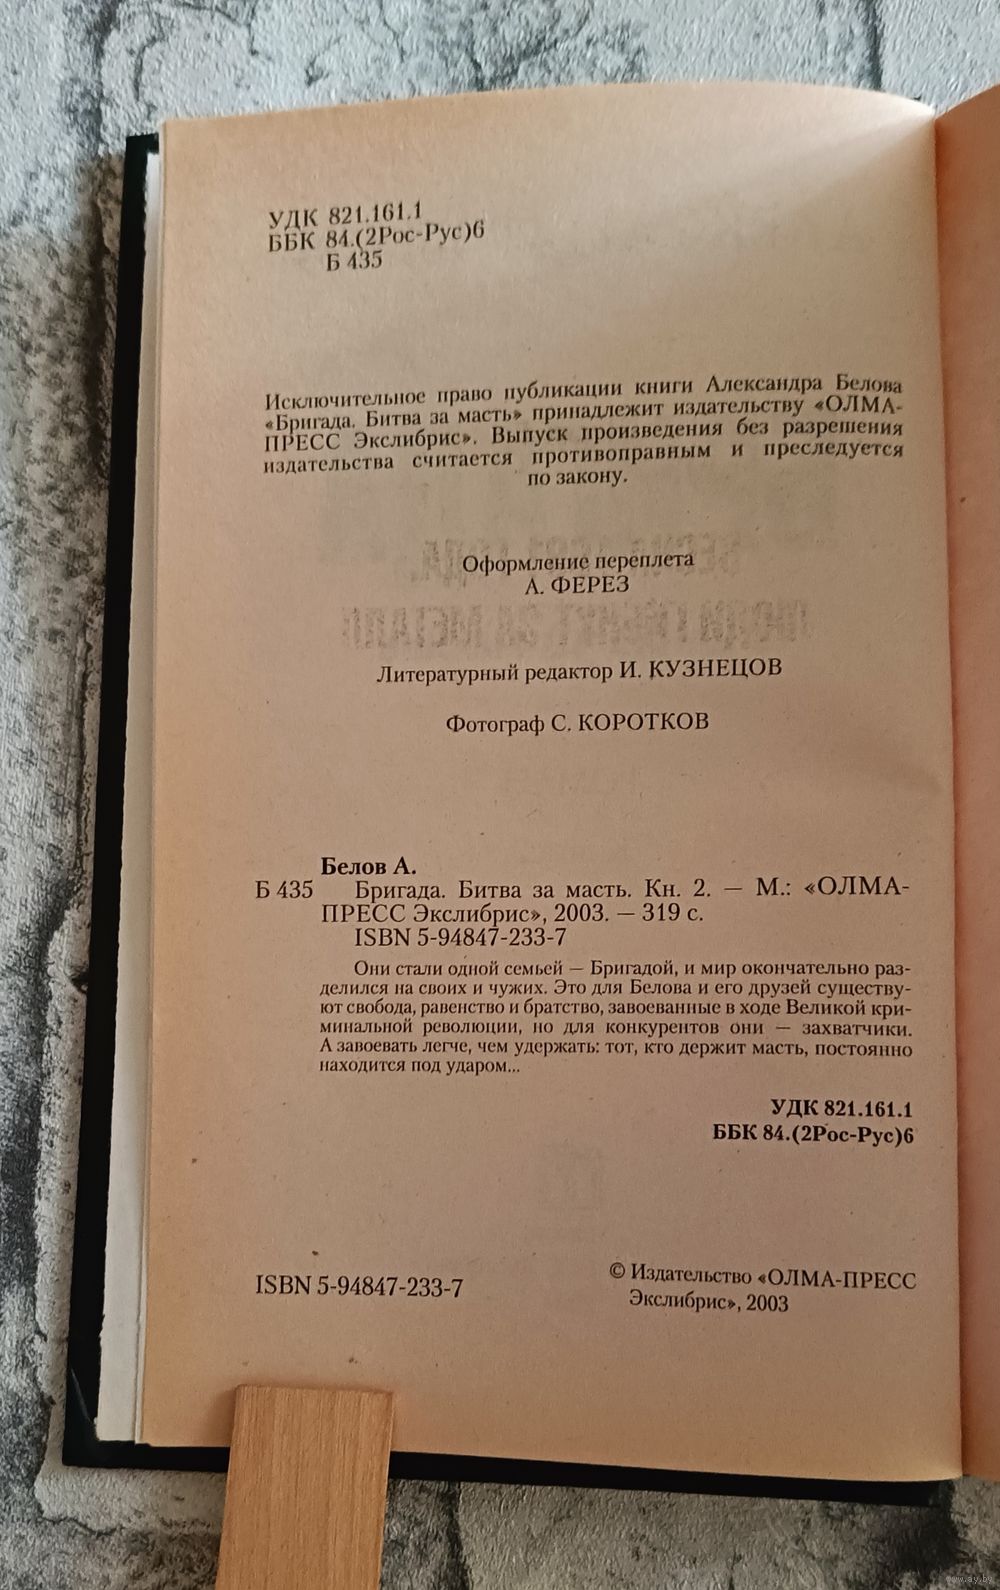 УДК 821.161.1
ББК 84.(2Рос-Рус)6
Б 435
Исключительное право публикации книги Александра Белова
«Бригада. Битва за масть» принадлежит издательству «ОЛМА-
ПРЕСС Экслибрис». Выпуск произведения без разрешения
издательства считается противоправным и преследуется
по закону.
Оформление переплета
А. ФЕРЕЗ
Литературный редактор И. КУЗНЕЦОВ
Фотограф С. КОРОТКОВ
Белов А.
Б 435 Бригада. Битва за масть. Кн. 2. — М.: «ОЛМА-
ПРЕСС Экслибрис», 2003. — 319 с.
ISBN 5-94847-233-7
Они стали одной семьей — Бригадой, и мир окончательно раз-
делился на своих и чужих. Это для Белова и его друзей существу-
ют свобода, равенство и братство, завоеванные в ходе Великой кри-
минальной революции, но для конкурентов они — захватчики.
А завоевать легче, чем удержать: тот, кто держит масть, постоянно
находится под ударом...
УДК 821.161.1
ББК 84.(2Рос-Рус)6
ISBN 5-94847-233-7
© Издательство «ОЛМА-ПРЕСС
Экслибрис», 2003
www.ay.by